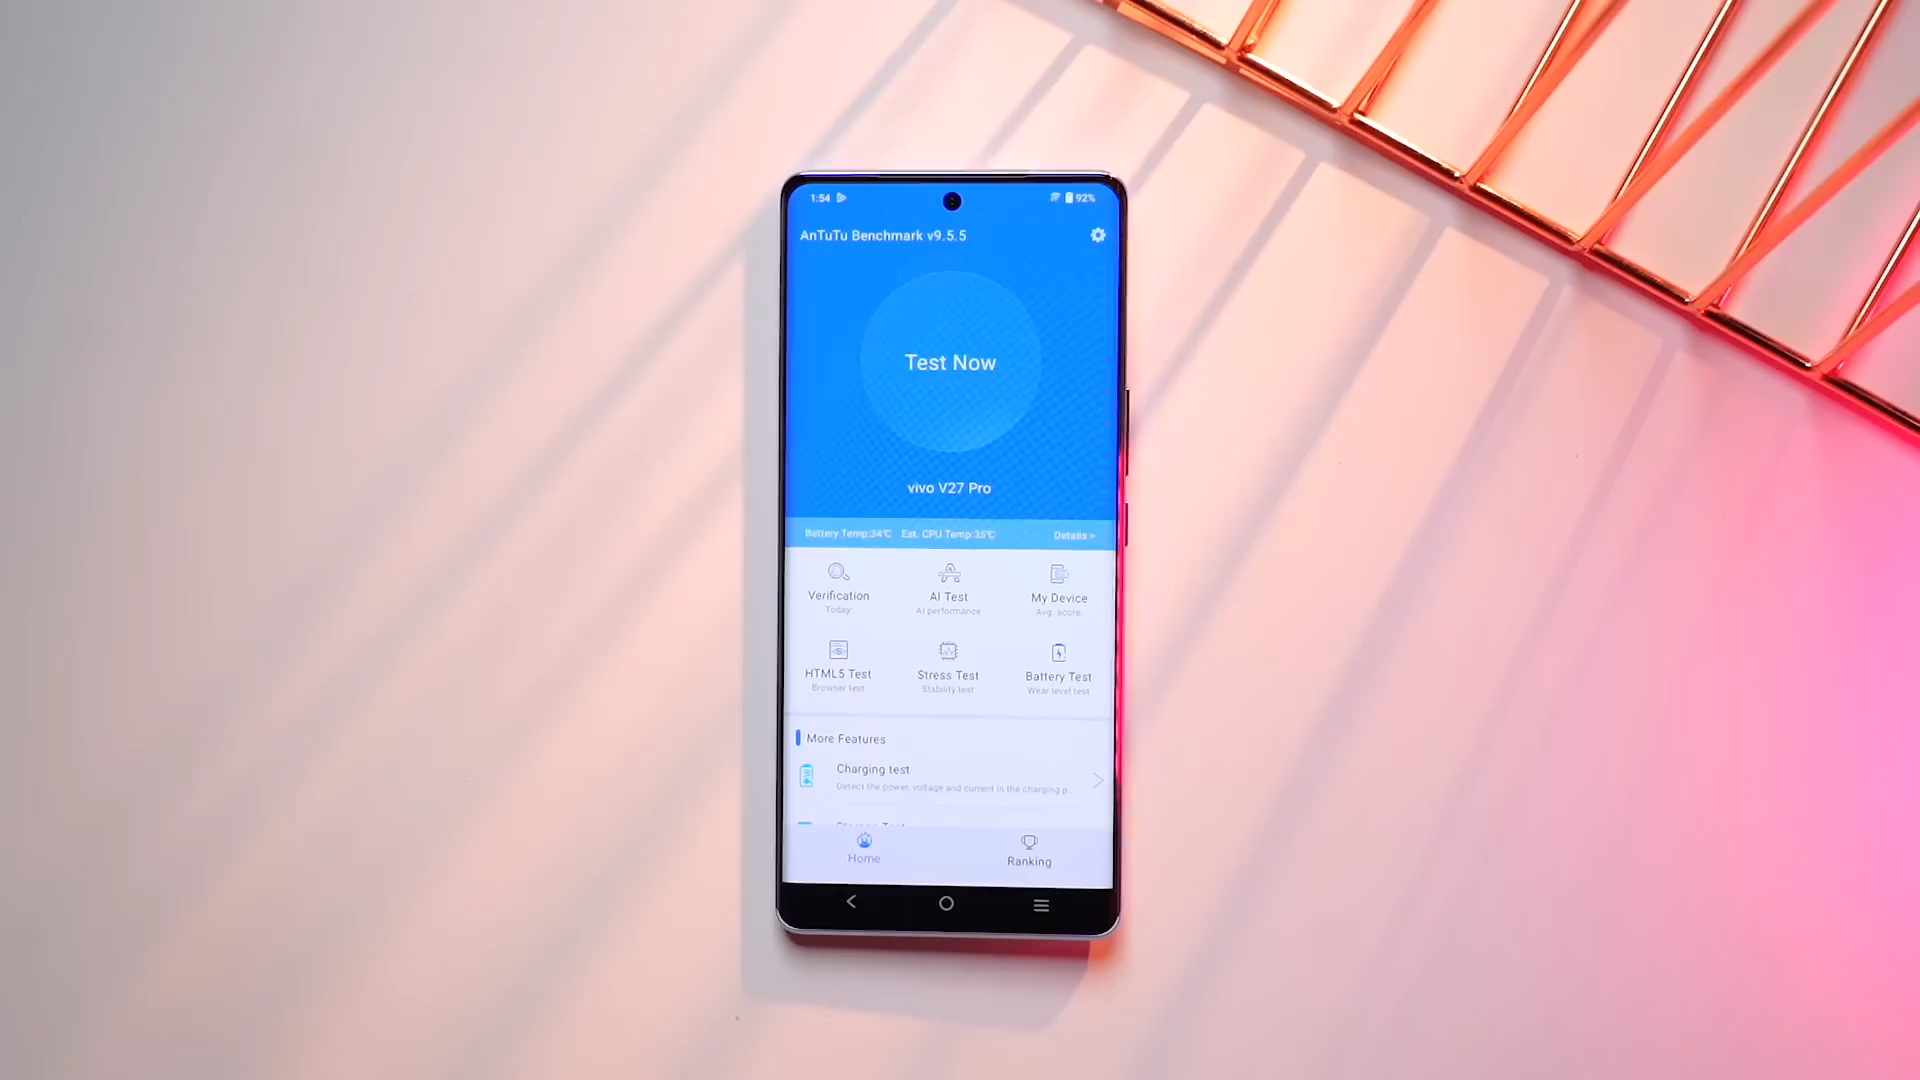 1:54 92%
AnTuTu Benchmark v9.5.5
Test Now
vivo V27 Pro
Battery Temp:34℃ Est. CPU Temp:35℃ Details >
Verification AI Test My Device
Today AI performance Avg. score
HTML5 Test Stress Test Battery Test
Browser test Stability test Wear level test
More Features
Charging test
Detect the power, voltage and current in the charging p...
Home Ranking